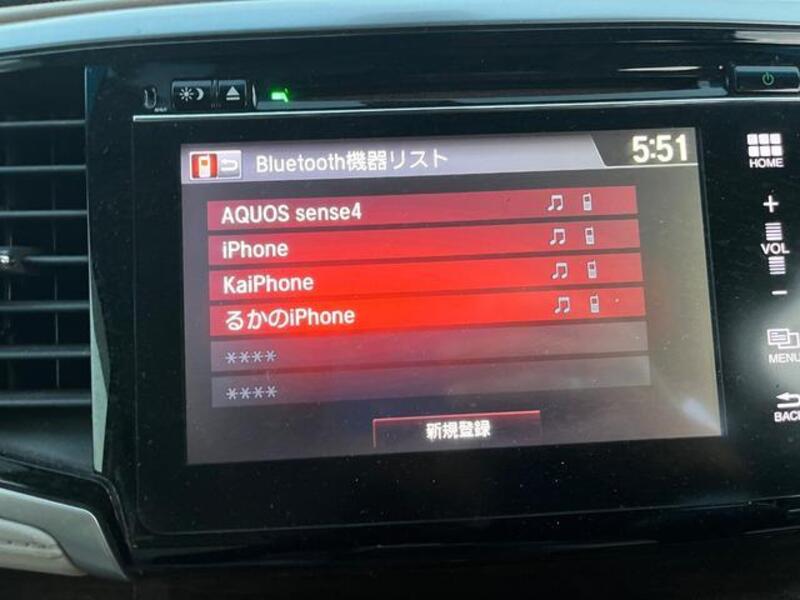 Bluetooth機器リスト
5:51
AQUOS sense4
iPhone
KaiPhone
るかのiPhone
****
****
新規登録
HOME
+
VOL
-
MENU
BACK